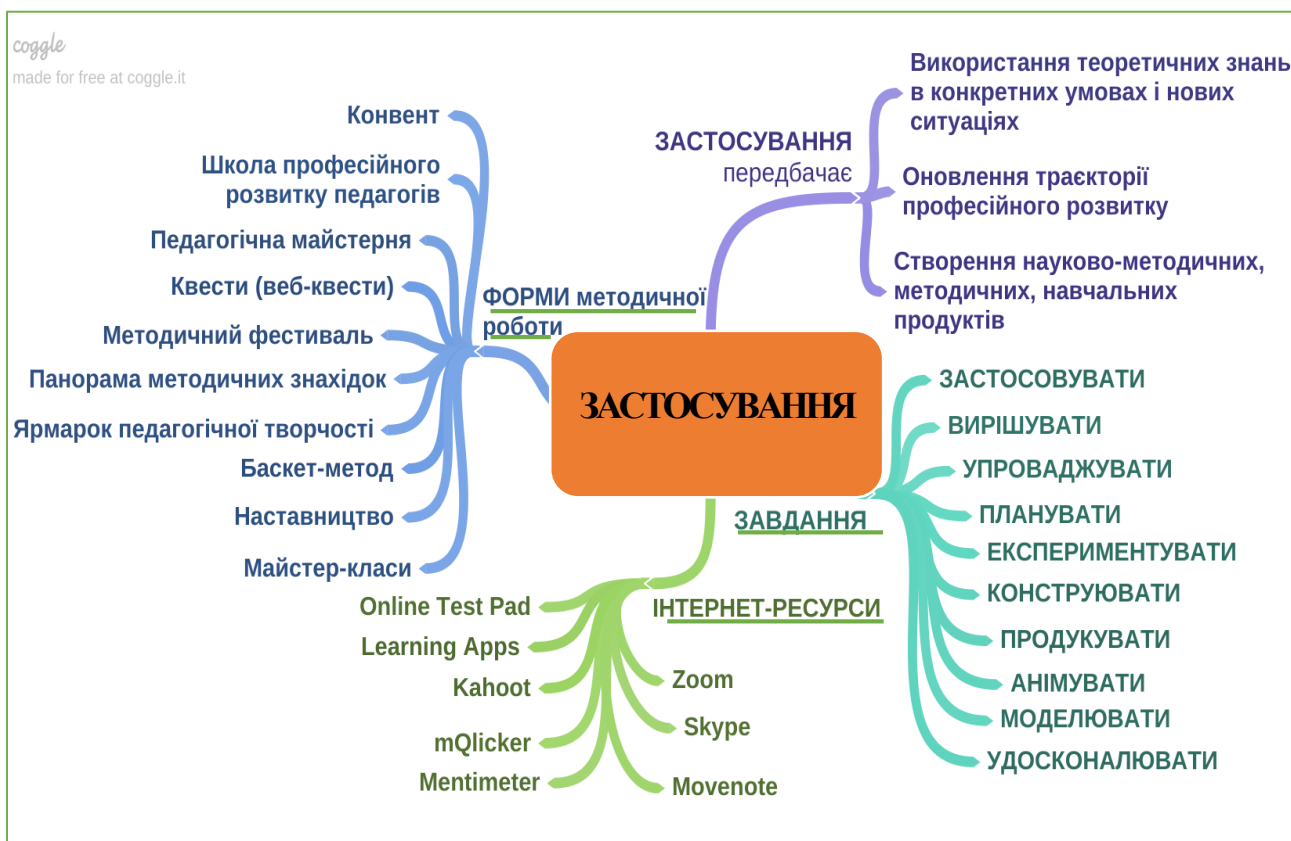 coggle
made for free at coggle.it
Конвент
Школа професійного
розвитку педагогів
Педагогічна майстерня
Квести (веб-квести)
Методичний фестиваль
Панорама методичних знахідок
Ярмарок педагогічної творчості
Баскет-метод
Наставництво
Майстер-класи
ФОРМИ методичної
роботи
ЗАСТОСУВАННЯ
передбачає
Використання теоретичних знань
в конкретних умовах і нових
ситуаціях
Оновлення траєкторії
професійного розвитку
Створення науково-методичних,
методичних, навчальних
продуктів
ЗАСТОСУВАННЯ
ЗАВДАННЯ
ЗАСТОСОВУВАТИ
ВИРІШУВАТИ
УПРОВАДЖУВАТИ
ПЛАНУВАТИ
ЕКСПЕРИМЕНТУВАТИ
КОНСТРУЮВАТИ
ПРОДУКУВАТИ
АНІМУВАТИ
МОДЕЛЮВАТИ
УДОСКОНАЛЮВАТИ
ІНТЕРНЕТ-РЕСУРСИ
Online Test Pad
Learning Apps
Kahoot
mQlicker
Mentimeter
Zoom
Skype
Movenote